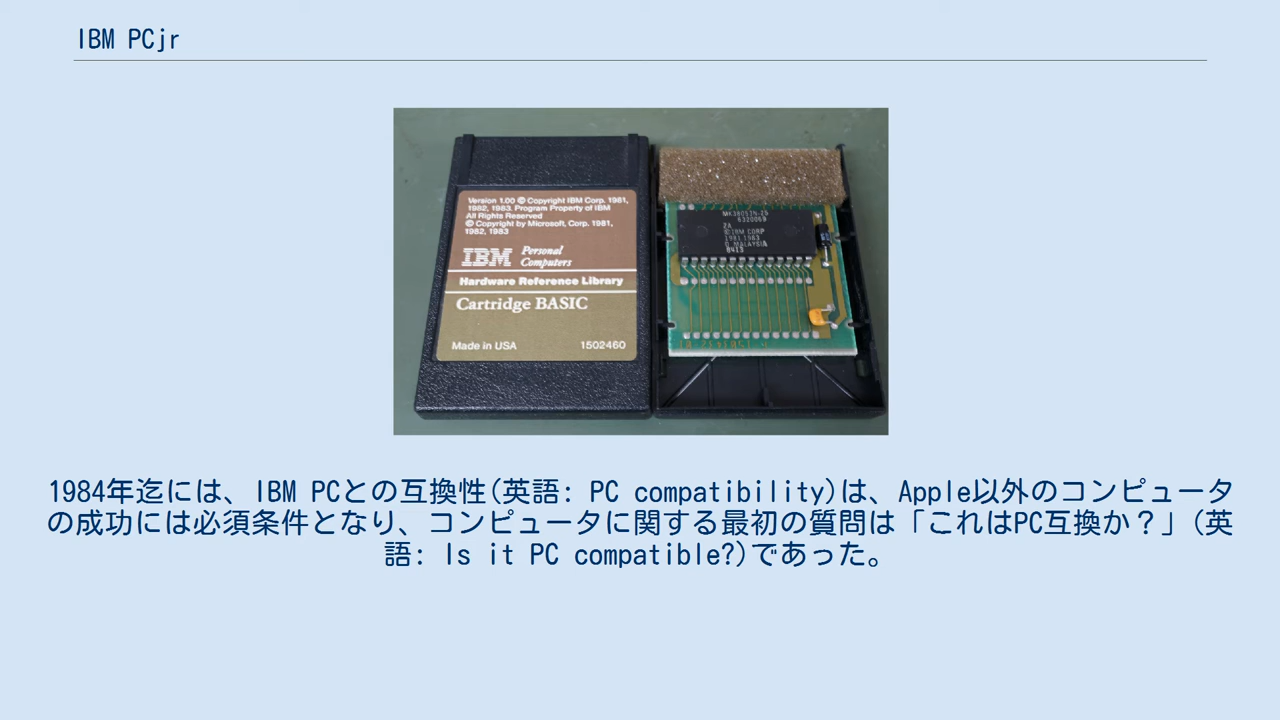 IBM PCjr
Version 1.00 © Copyright IBM Corp. 1981,
1982, 1983. Program Property of IBM
All Rights Reserved
© Copyright by Microsoft, Corp. 1981,
1982, 1983
IBM Personal
Computers
Hardware Reference Library
Cartridge BASIC
Made in USA 1502460
©IBM CORP
1981,1983
MALAYSIA
8413
1984年迄には、IBM PCとの互換性(英語: PC compatibility)は、Apple以外のコンピュータ
の成功には必須条件となり、コンピュータに関する最初の質問は「これはPC互換か？」(英
語: Is it PC compatible?)であった。